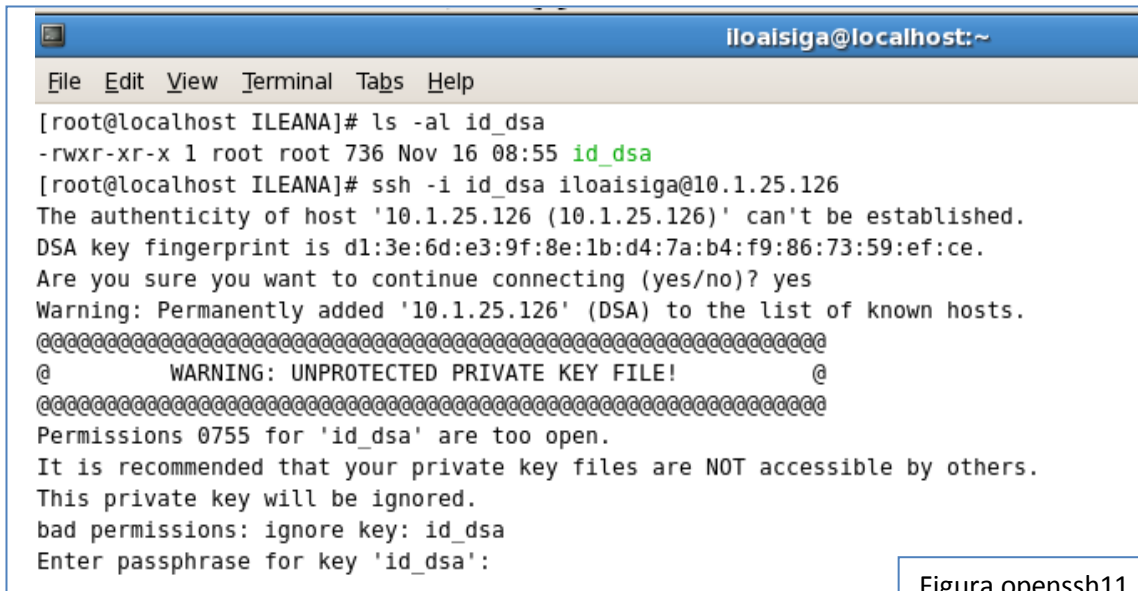 iloaisiga@localhost:~
File Edit View Terminal Tabs Help
[root@localhost ILEANA]# ls -al id_dsa
-rwxr-xr-x 1 root root 736 Nov 16 08:55 id_dsa
[root@localhost ILEANA]# ssh -i id_dsa iloaisiga@10.1.25.126
The authenticity of host '10.1.25.126 (10.1.25.126)' can't be established.
DSA key fingerprint is d1:3e:6d:e3:9f:8e:1b:d4:7a:b4:f9:86:73:59:ef:ce.
Are you sure you want to continue connecting (yes/no)? yes
Warning: Permanently added '10.1.25.126' (DSA) to the list of known hosts.
@@@@@@@@@@@@@@@@@@@@@@@@@@@@@@@@@@@@@@@@@@@@@@@@@@@@@@@@@@@
@         WARNING: UNPROTECTED PRIVATE KEY FILE!          @
@@@@@@@@@@@@@@@@@@@@@@@@@@@@@@@@@@@@@@@@@@@@@@@@@@@@@@@@@@@
Permissions 0755 for 'id_dsa' are too open.
It is recommended that your private key files are NOT accessible by others.
This private key will be ignored.
bad permissions: ignore key: id_dsa
Enter passphrase for key 'id_dsa':
Figura openssh11